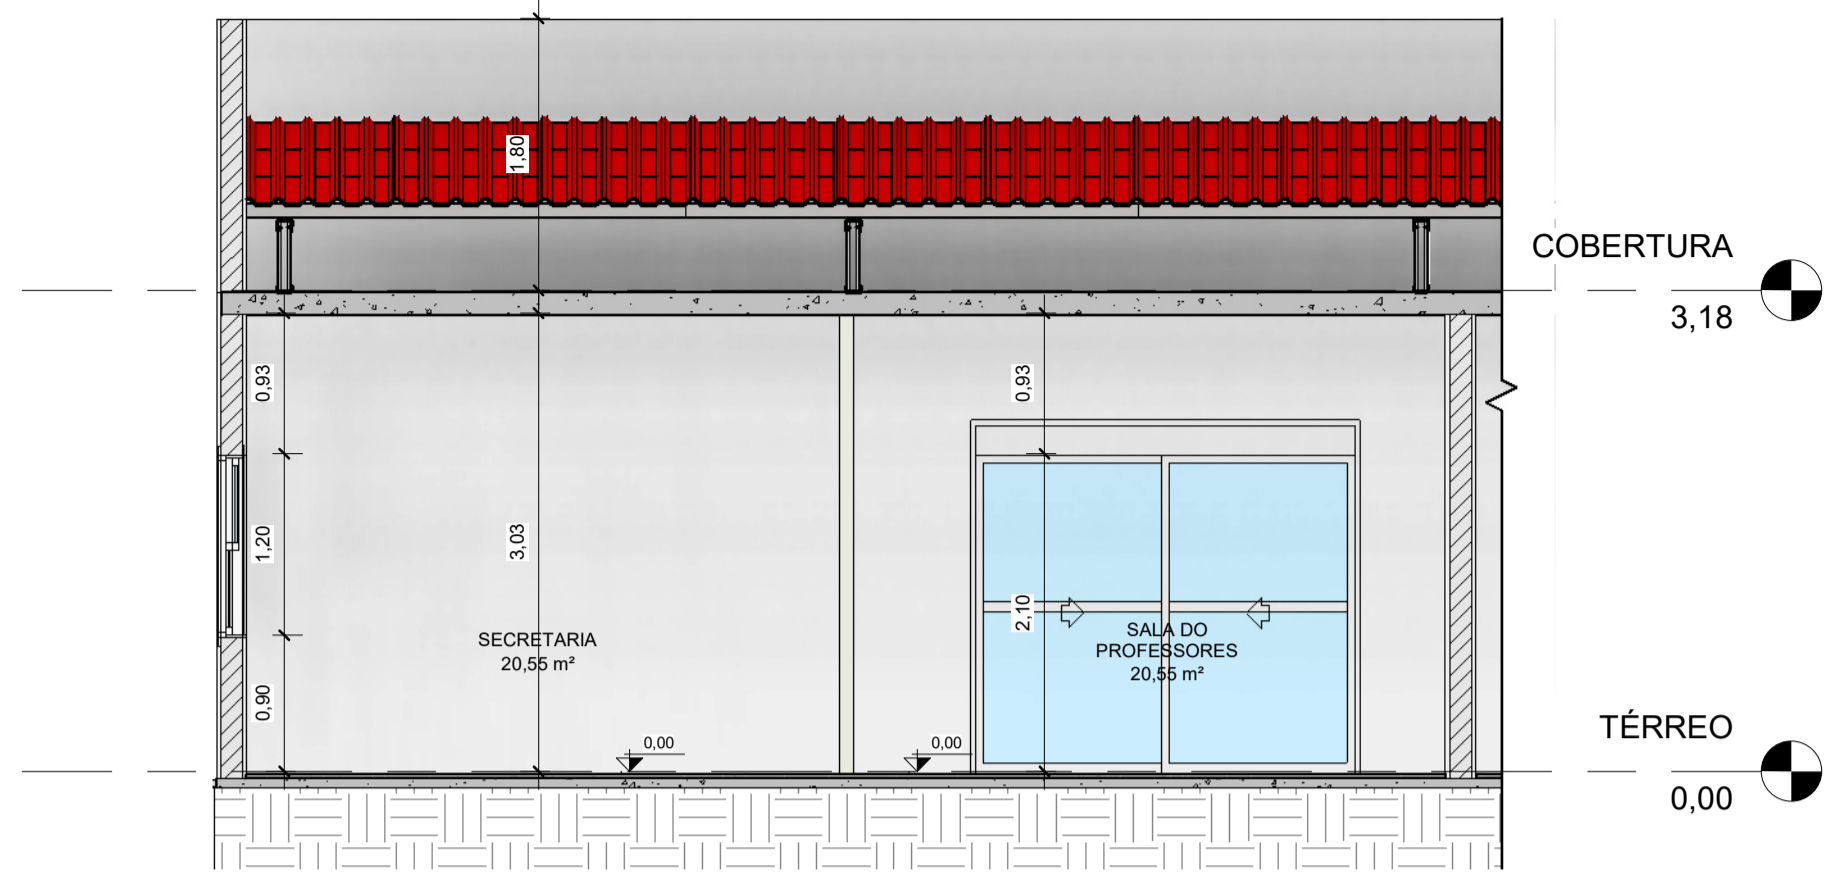 1,80
COBERTURA
3,18
0,93
0,93
1,20
3,03
2,10
SECRETARIA
20,55 m²
SALA DO
PROFESSORES
20,55 m²
0,90
0,00
0,00
TÉRREO
0,00